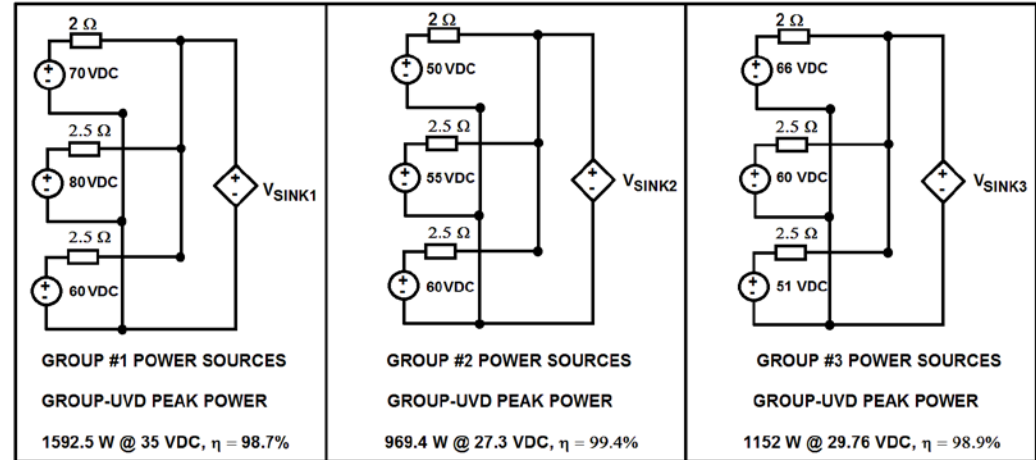 2 Ω
70 VDC
2.5 Ω
80 VDC
V SINK1
2.5 Ω
60 VDC
GROUP #1 POWER SOURCES
GROUP-UVD PEAK POWER
1592.5 W @ 35 VDC, η = 98.7%
2 Ω
50 VDC
2.5 Ω
55 VDC
V SINK2
2.5 Ω
60 VDC
GROUP #2 POWER SOURCES
GROUP-UVD PEAK POWER
969.4 W @ 27.3 VDC, η = 99.4%
2 Ω
66 VDC
2.5 Ω
60 VDC
V SINK3
2.5 Ω
51 VDC
GROUP #3 POWER SOURCES
GROUP-UVD PEAK POWER
1152 W @ 29.76 VDC, η = 98.9%